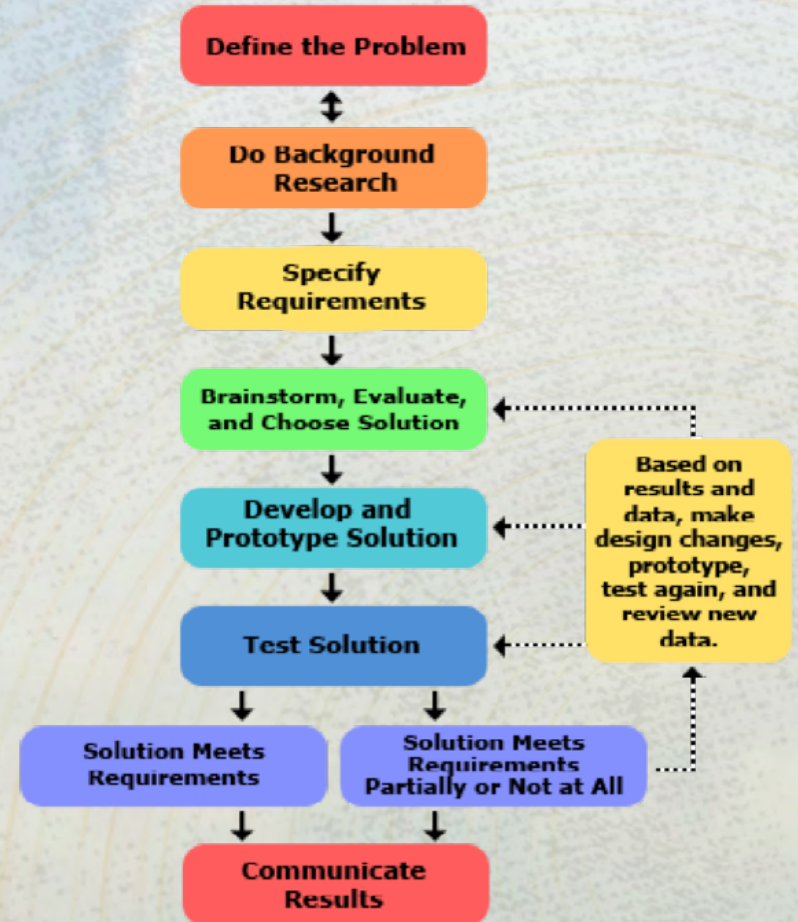 Define the Problem
Do Background
Research
Specify
Requirements
Brainstorm, Evaluate,
and Choose Solution
Develop and
Prototype Solution
Based on
results and
data, make
design changes,
prototype,
test again, and
review new
data.
Test Solution
Solution Meets
Requirements
Solution Meets
Requirements
Partially or Not at All
Communicate
Results